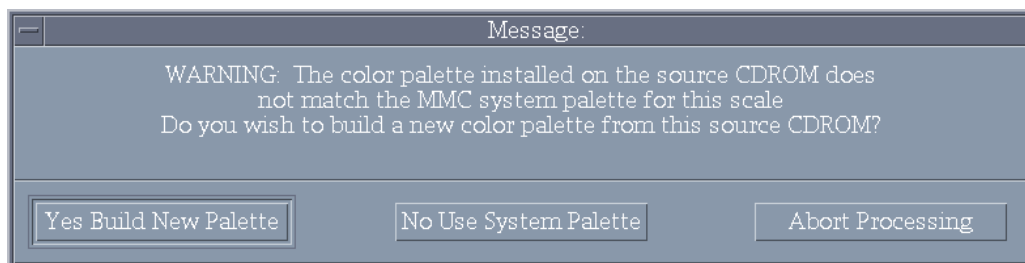 Message:
WARNING: The color palette installed on the source CDROM does
not match the MMC system palette for this scale
Do you wish to build a new color palette from this source CDROM?
Yes Build New Palette
No Use System Palette
Abort Processing